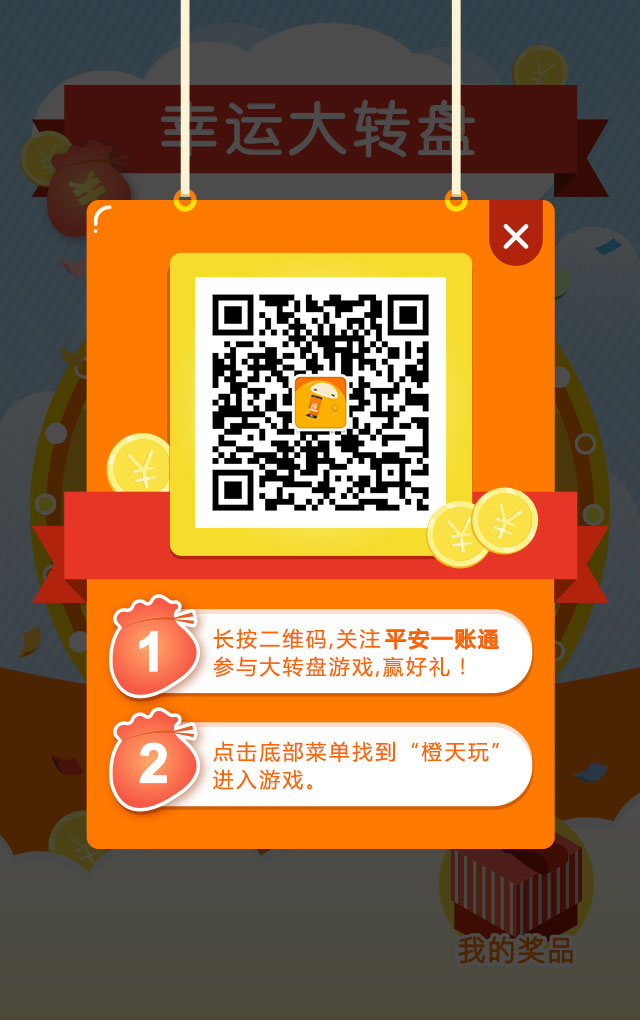 幸运大转盘
1
长按二维码,关注 平安一账通
参与大转盘游戏,赢好礼！
2
点击底部菜单找到“橙天玩”
进入游戏。
我的奖品